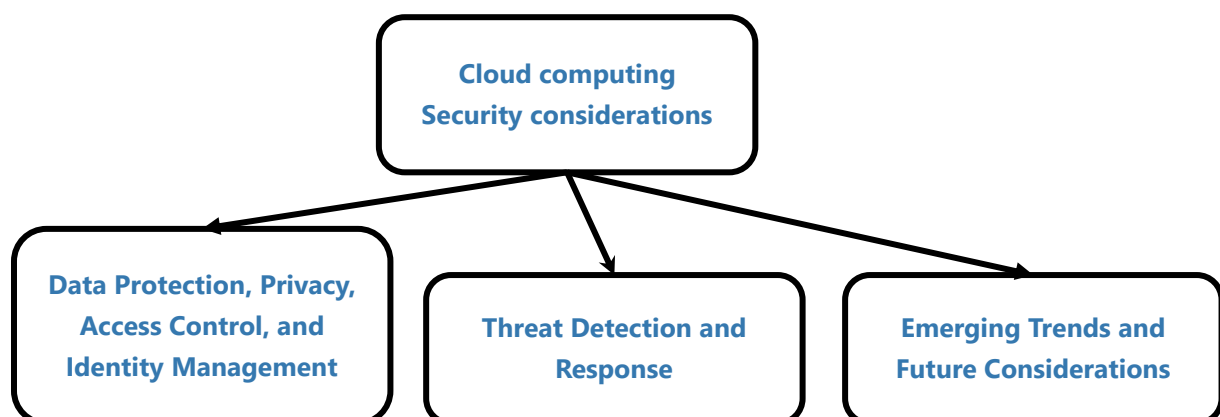 Cloud computing
Security considerations
Data Protection, Privacy,
Access Control, and
Identity Management
Threat Detection and
Response
Emerging Trends and
Future Considerations